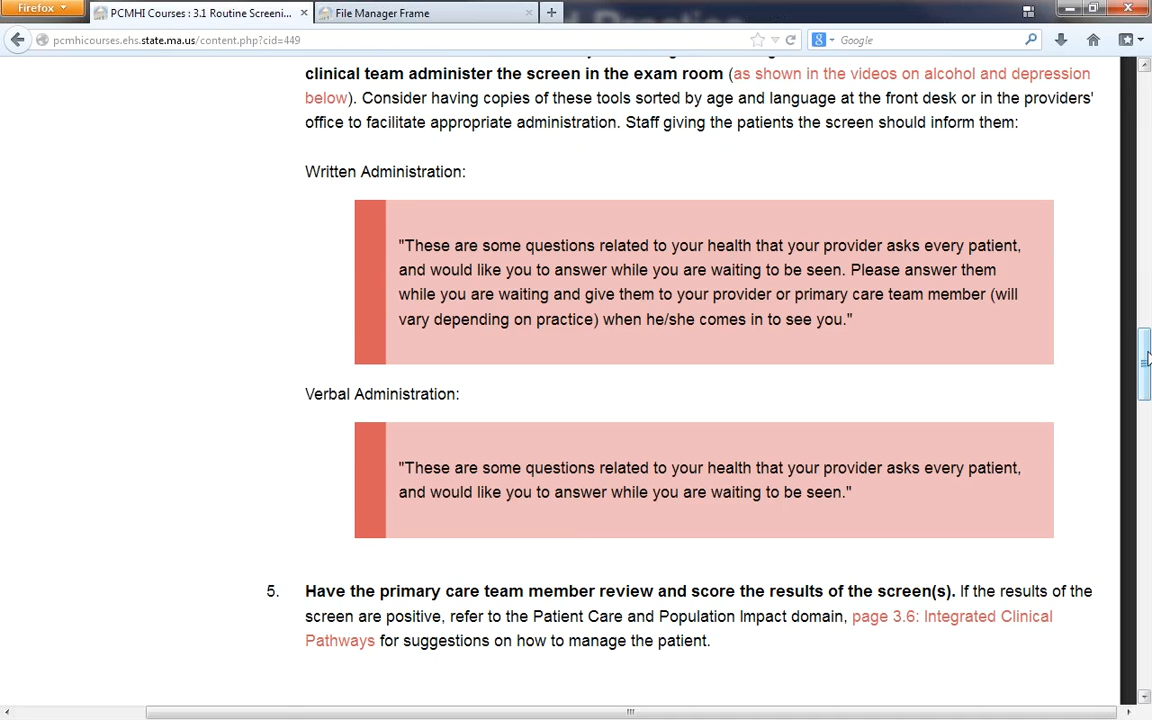 Firefox
PCMHI Courses : 3.1 Routine Screeni...
File Manager Frame
pcmhicourses.ehs.state.ma.us/content.php?cid=449
Google
clinical team administer the screen in the exam room (as shown in the videos on alcohol and depression
below). Consider having copies of these tools sorted by age and language at the front desk or in the providers'
office to facilitate appropriate administration. Staff giving the patients the screen should inform them:
Written Administration:
"These are some questions related to your health that your provider asks every patient,
and would like you to answer while you are waiting to be seen. Please answer them
while you are waiting and give them to your provider or primary care team member (will
vary depending on practice) when he/she comes in to see you."
Verbal Administration:
"These are some questions related to your health that your provider asks every patient,
and would like you to answer while you are waiting to be seen."
5. Have the primary care team member review and score the results of the screen(s). If the results of the
screen are positive, refer to the Patient Care and Population Impact domain, page 3.6: Integrated Clinical
Pathways for suggestions on how to manage the patient.